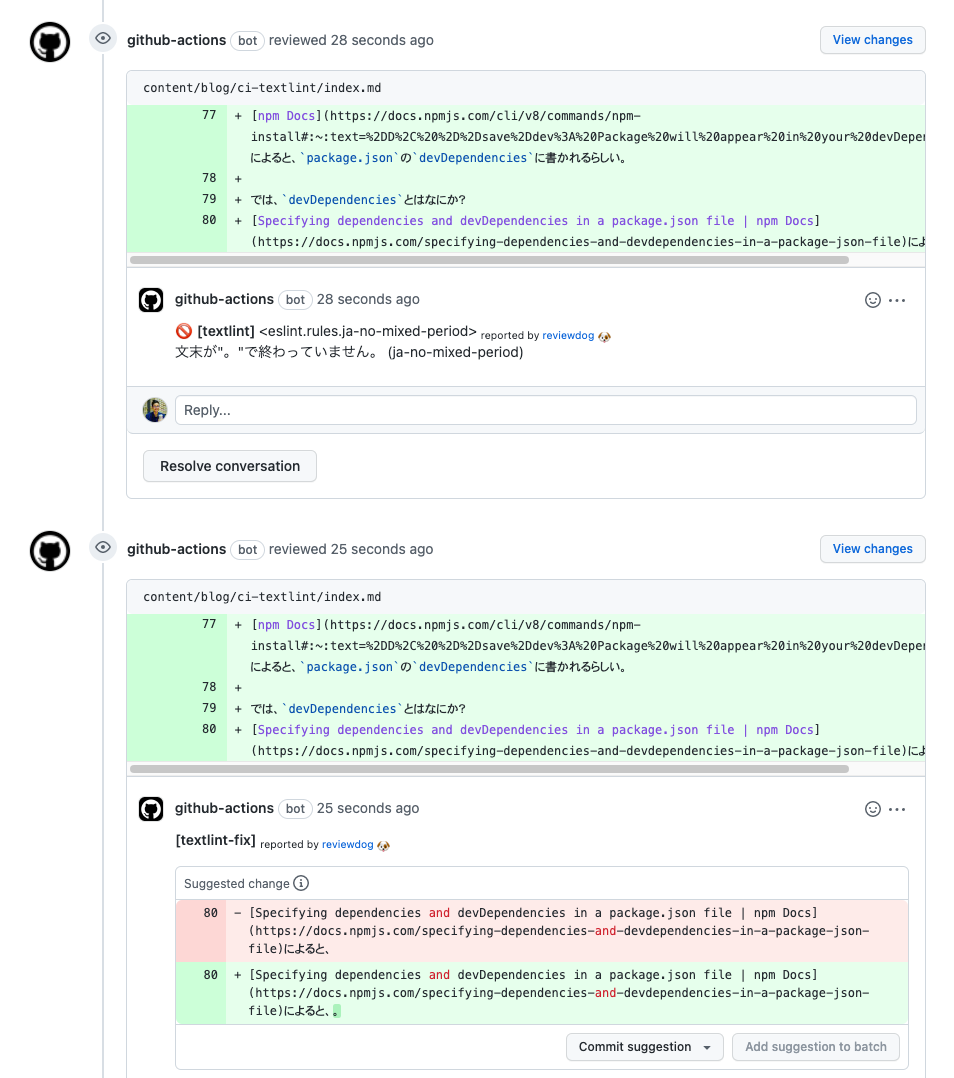 github-actions bot reviewed 28 seconds ago View changes
content/blog/ci-textlint/index.md
77 + [npm Docs](https://docs.npmjs.com/cli/v8/commands/npm-
install#:~:text=%2DD%2C%20%2D%2Dsave%2Ddev%3A%20Package%20will%20appear%20in%20your%20devDepen
によると、`package.json`の`devDependencies`に書かれるらしい。
78 +
79 + では、`devDependencies`とはなにか?
80 + [Specifying dependencies and devDependencies in a package.json file | npm Docs]
(https://docs.npmjs.com/specifying-dependencies-and-devdependencies-in-a-package-json-file)によ
github-actions bot 28 seconds ago
[textlint] <eslint.rules.ja-no-mixed-period> reported by reviewdog
文末が"。"で終わっていません。 (ja-no-mixed-period)
Reply...
Resolve conversation
github-actions bot reviewed 25 seconds ago View changes
content/blog/ci-textlint/index.md
77 + [npm Docs](https://docs.npmjs.com/cli/v8/commands/npm-
install#:~:text=%2DD%2C%20%2D%2Dsave%2Ddev%3A%20Package%20will%20appear%20in%20your%20devDepen
によると、`package.json`の`devDependencies`に書かれるらしい。
78 +
79 + では、`devDependencies`とはなにか?
80 + [Specifying dependencies and devDependencies in a package.json file | npm Docs]
(https://docs.npmjs.com/specifying-dependencies-and-devdependencies-in-a-package-json-file)によ
github-actions bot 25 seconds ago
[textlint-fix] reported by reviewdog
Suggested change
80 - [Specifying dependencies and devDependencies in a package.json file | npm Docs]
(https://docs.npmjs.com/specifying-dependencies-and-devdependencies-in-a-package-json-
file)によると、
80 + [Specifying dependencies and devDependencies in a package.json file | npm Docs]
(https://docs.npmjs.com/specifying-dependencies-and-devdependencies-in-a-package-json-
file)によると、。
Commit suggestion Add suggestion to batch